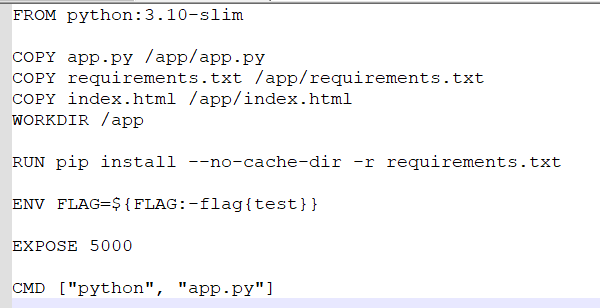 FROM python:3.10-slim
COPY app.py /app/app.py
COPY requirements.txt /app/requirements.txt
COPY index.html /app/index.html
WORKDIR /app
RUN pip install --no-cache-dir -r requirements.txt
ENV FLAG=${FLAG:-flag{test}}
EXPOSE 5000
CMD ["python", "app.py"]